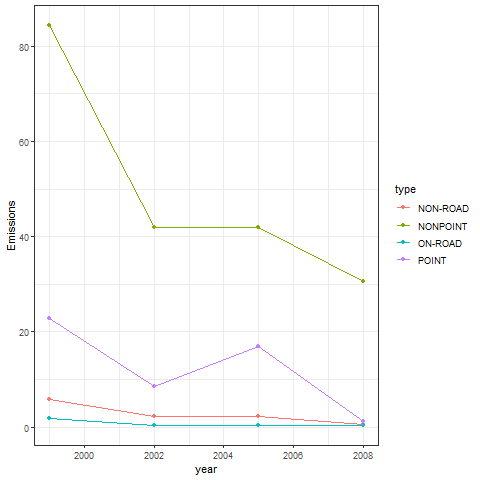 80
60
40
20
0
Emissions
2000 2002 2004 2006 2008
year
type
NON-ROAD
NONPOINT
ON-ROAD
POINT